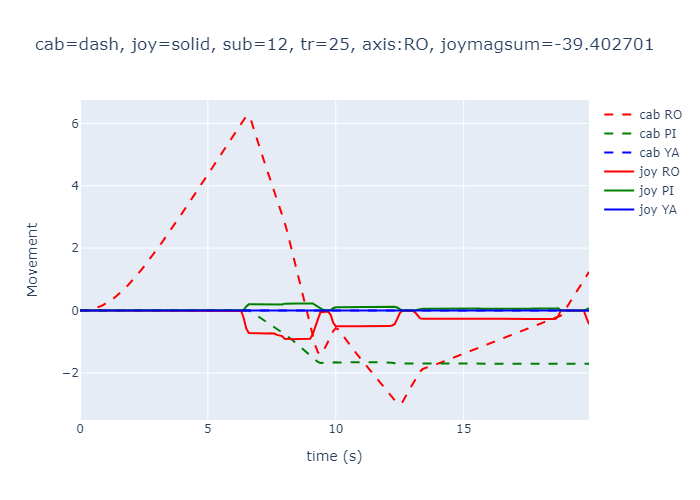 cab=dash, joy=solid, sub=12, tr=25, axis:RO, joymagsum=-39.402701
cab RO
cab PI
cab YA
joy RO
joy PI
joy YA
6
4
2
0
−2
Movement
0
5
10
15
time (s)